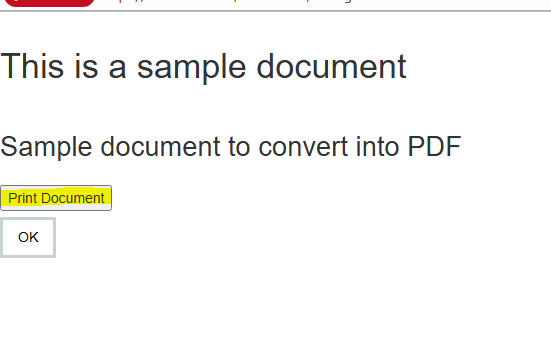 This is a sample document
Sample document to convert into PDF
Print Document
OK